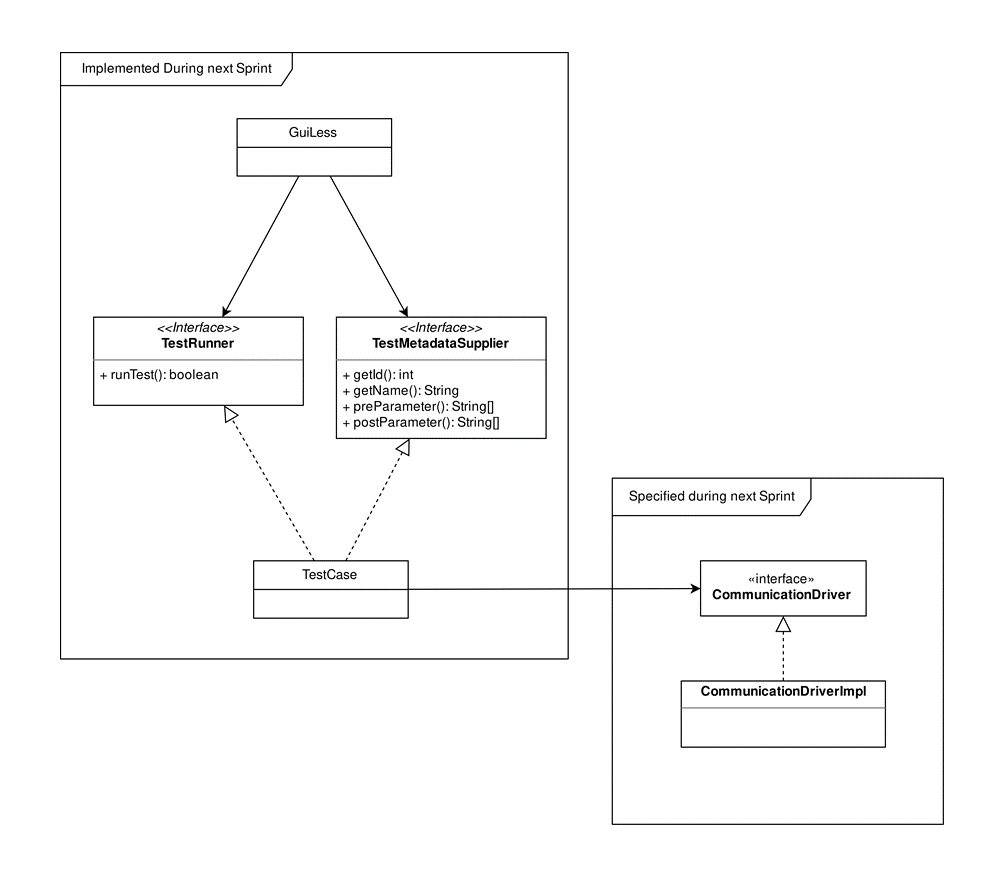 Implemented During next Sprint
GuiLess
<<Interface>>
TestRunner
+ runTest(): boolean
<<Interface>>
TestMetadataSupplier
+ getId(): int
+ getName(): String
+ preParameter(): String[]
+ postParameter(): String[]
TestCase
Specified during next Sprint
«interface»
CommunicationDriver
CommunicationDriverImpl